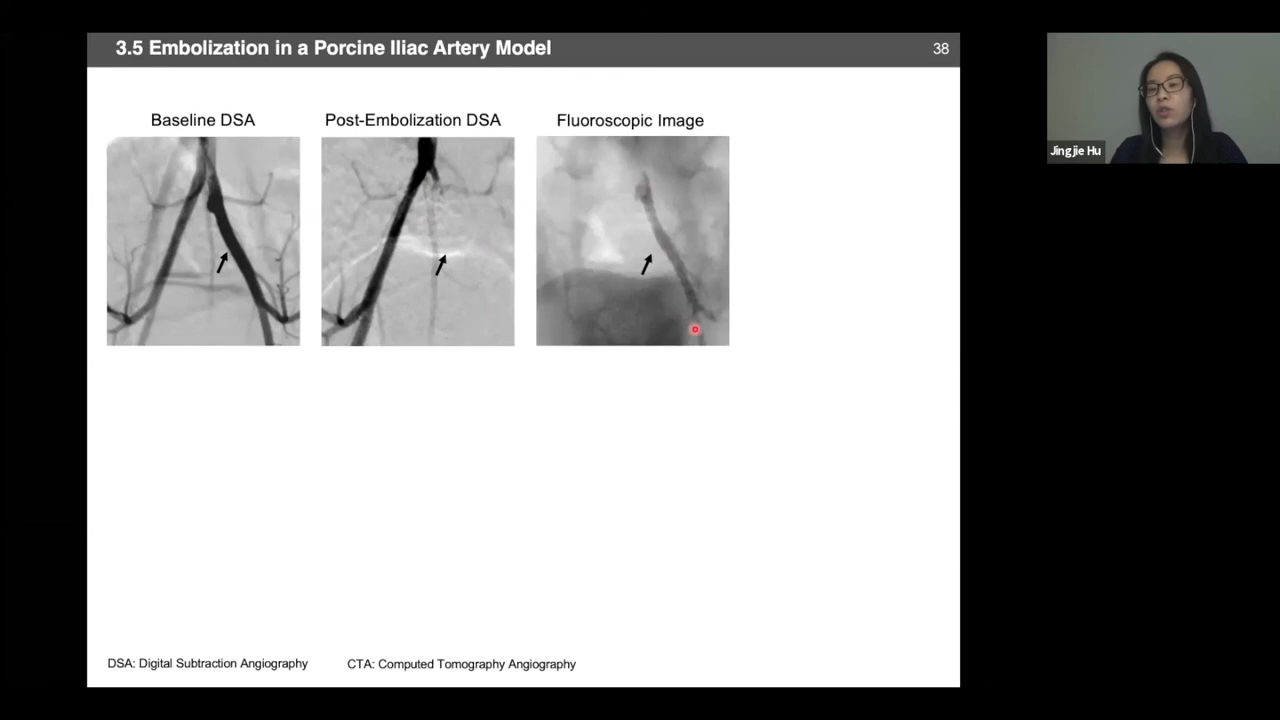 3.5 Embolization in a Porcine Iliac Artery Model
38
Baseline DSA
Post-Embolization DSA
Fluoroscopic Image
Jingjie Hu
DSA: Digital Subtraction Angiography
CTA: Computed Tomography Angiography